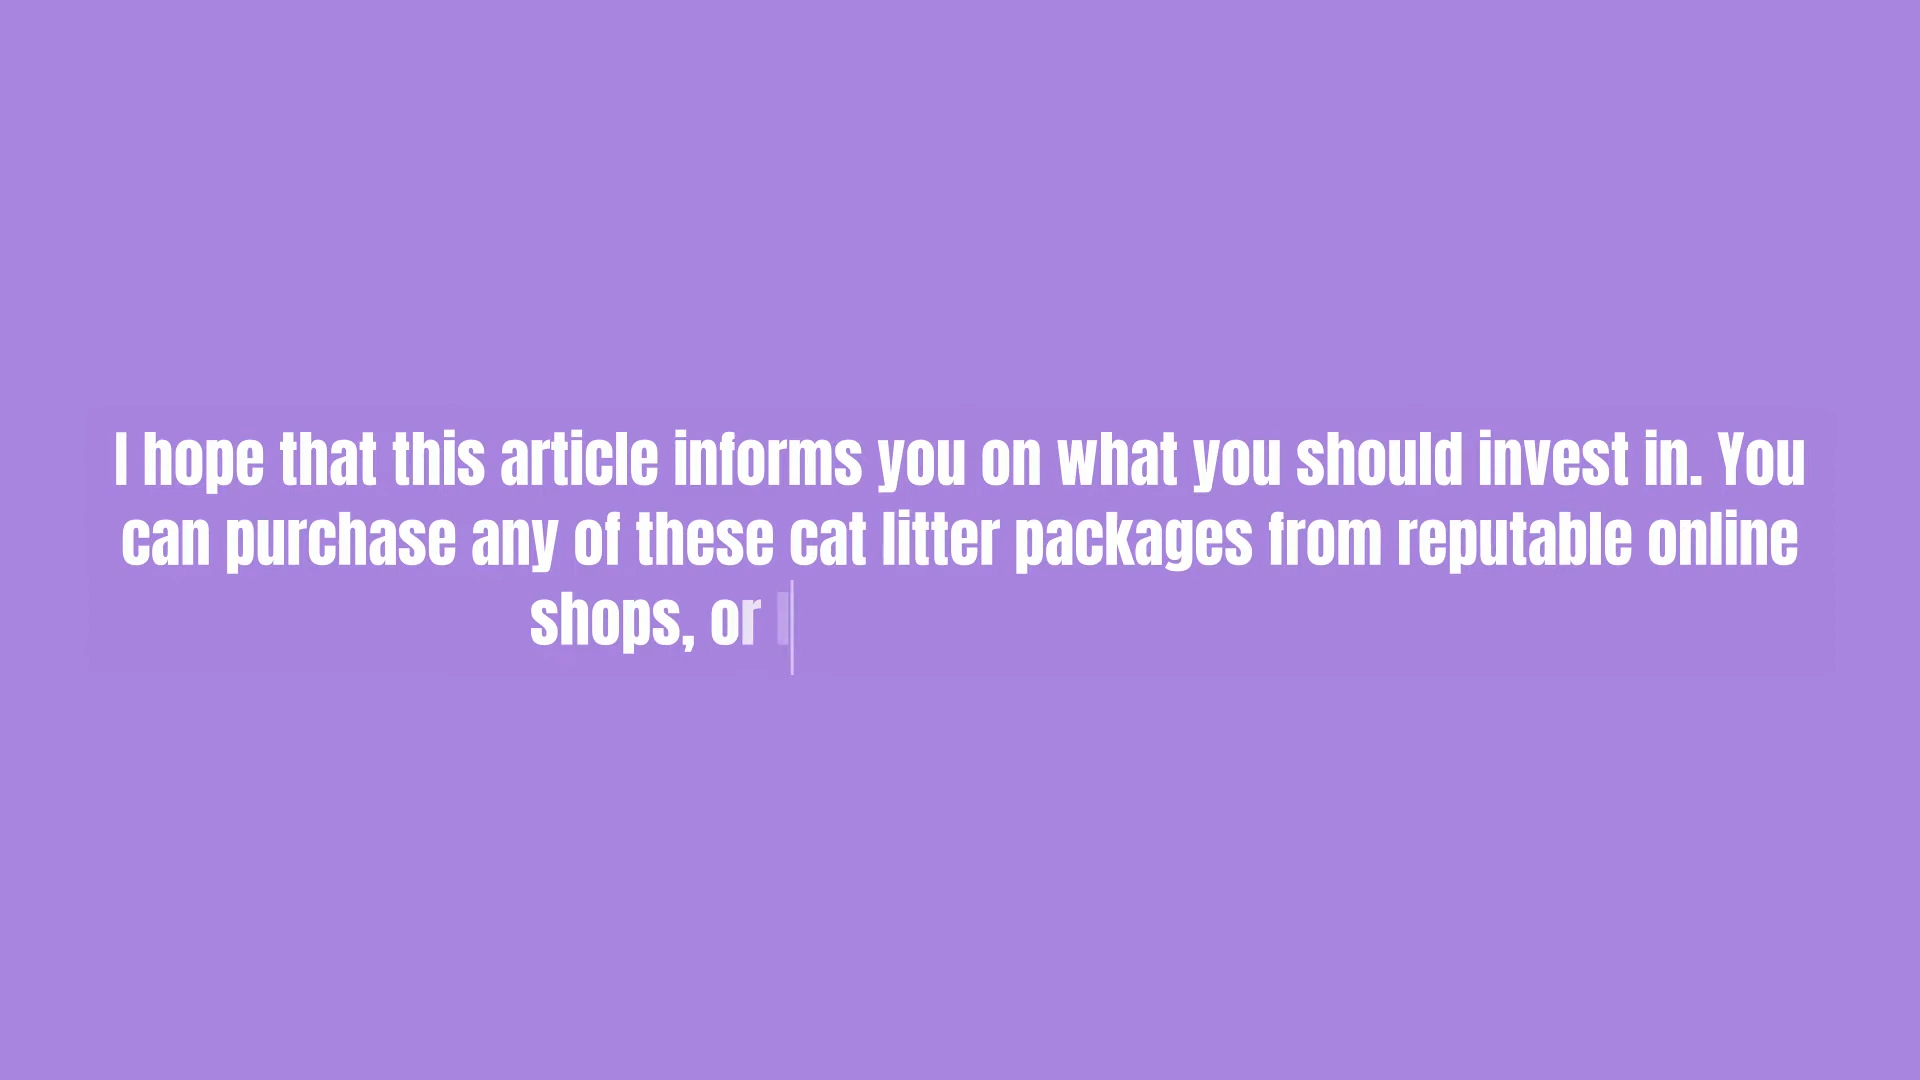 I hope that this article informs you on what you should invest in. You
can purchase any of these cat litter packages from reputable online
shops, or